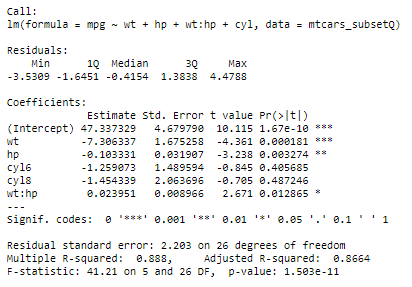 Call:
lm(formula = mpg ~ wt + hp + wt:hp + cyl, data = mtcars_subsetQ)
Residuals:
    Min      1Q  Median      3Q     Max
-3.5309 -1.6451 -0.4154  1.3838  4.4788
Coefficients:
             Estimate Std. Error t value Pr(>|t|)
(Intercept) 47.337329   4.679790  10.115 1.67e-10 ***
wt          -7.306337   1.675258  -4.361 0.000181 ***
hp          -0.103331   0.031907  -3.238 0.003274 **
cyl6        -1.259073   1.489594  -0.845 0.405685
cyl8        -1.454339   2.063696  -0.705 0.487246
wt:hp        0.023951   0.008966   2.671 0.012865 *
---
Signif. codes:  0 '***' 0.001 '**' 0.01 '*' 0.05 '.' 0.1 ' ' 1
Residual standard error: 2.203 on 26 degrees of freedom
Multiple R-squared:  0.888,     Adjusted R-squared:  0.8664
F-statistic: 41.21 on 5 and 26 DF,  p-value: 1.503e-11